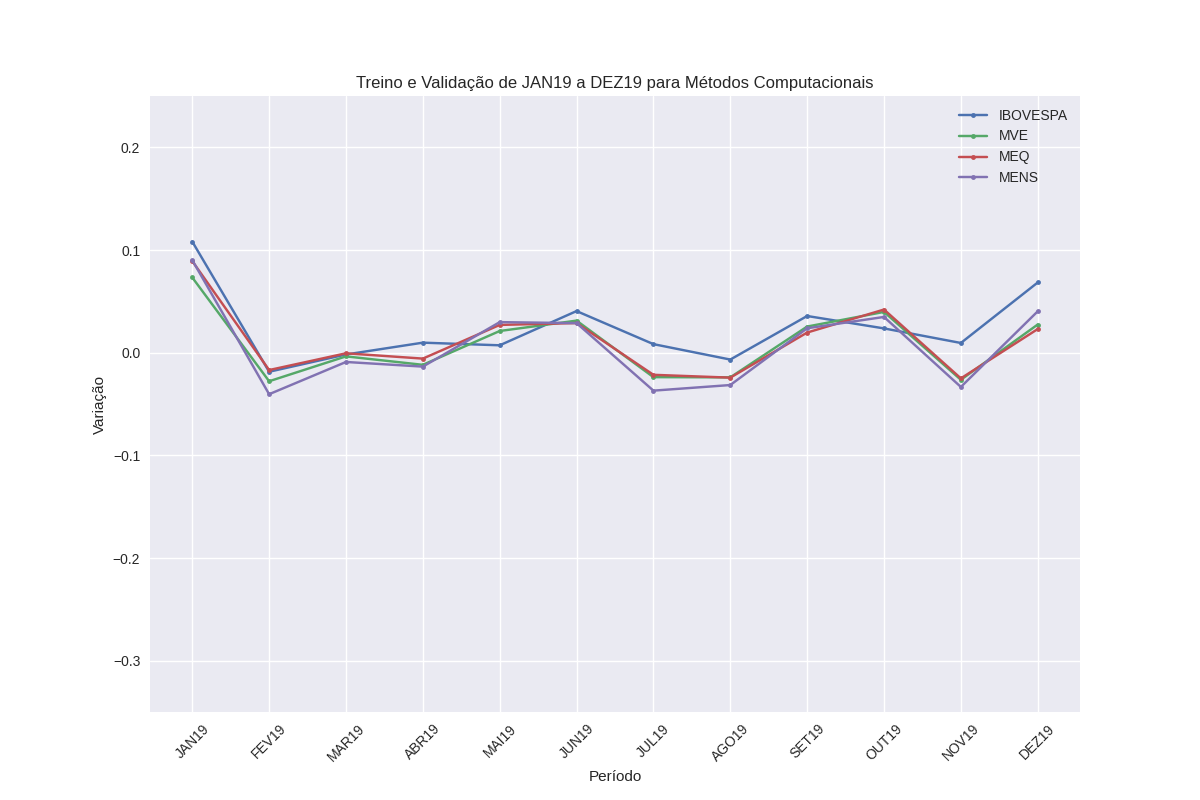 Treino e Validação de JAN19 a DEZ19 para Métodos Computacionais
IBOVESPA
MVE
MEQ
MENS
0.2
0.1
0.0
−0.1
−0.2
−0.3
Variação
JAN19
FEV19
MAR19
ABR19
MAI19
JUN19
JUL19
AGO19
SET19
OUT19
NOV19
DEZ19
Período